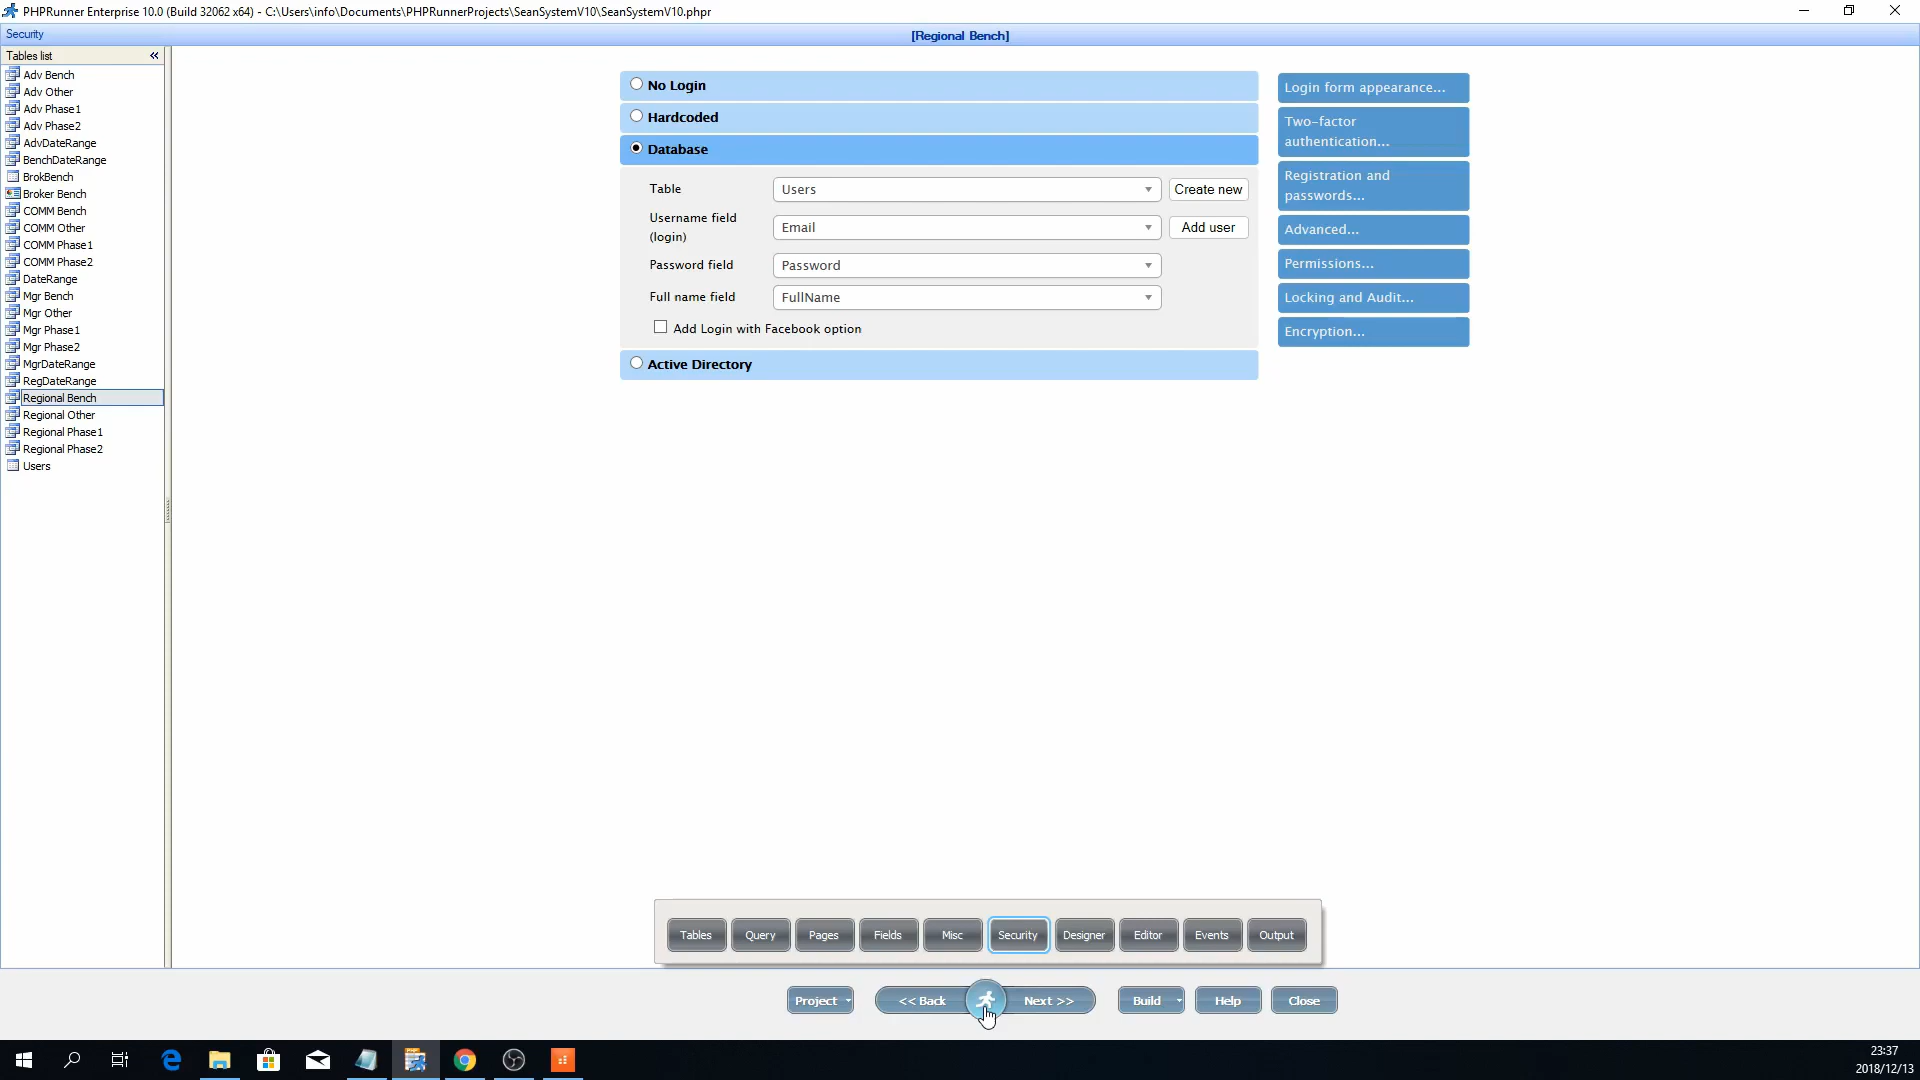 PHPRunner Enterprise 10.0 (Build 32062 x64) - C:\Users\info\Documents\PHPRunnerProjects\SeanSystemV10\SeanSystemV10.phpr
Security
[Regional Bench]
Tables list
«
Adv Bench
Adv Other
Adv Phase1
Adv Phase2
AdvDateRange
BenchDateRange
BrokBench
Broker Bench
COMM Bench
COMM Other
COMM Phase1
COMM Phase2
DateRange
Mgr Bench
Mgr Other
Mgr Phase1
Mgr Phase2
MgrDateRange
RegDateRange
Regional Bench
Regional Other
Regional Phase1
Regional Phase2
Users
No Login
Hardcoded
Database
Table
Users
Create new
Username field
(login)
Email
Add user
Password field
Password
Full name field
FullName
Add Login with Facebook option
Active Directory
Login form appearance...
Two-factor
authentication...
Registration and
passwords...
Advanced...
Permissions...
Locking and Audit...
Encryption...
Tables
Query
Pages
Fields
Misc
Security
Designer
Editor
Events
Output
Project
<< Back
Next >>
Build
Help
Close
23:37
2018/12/13